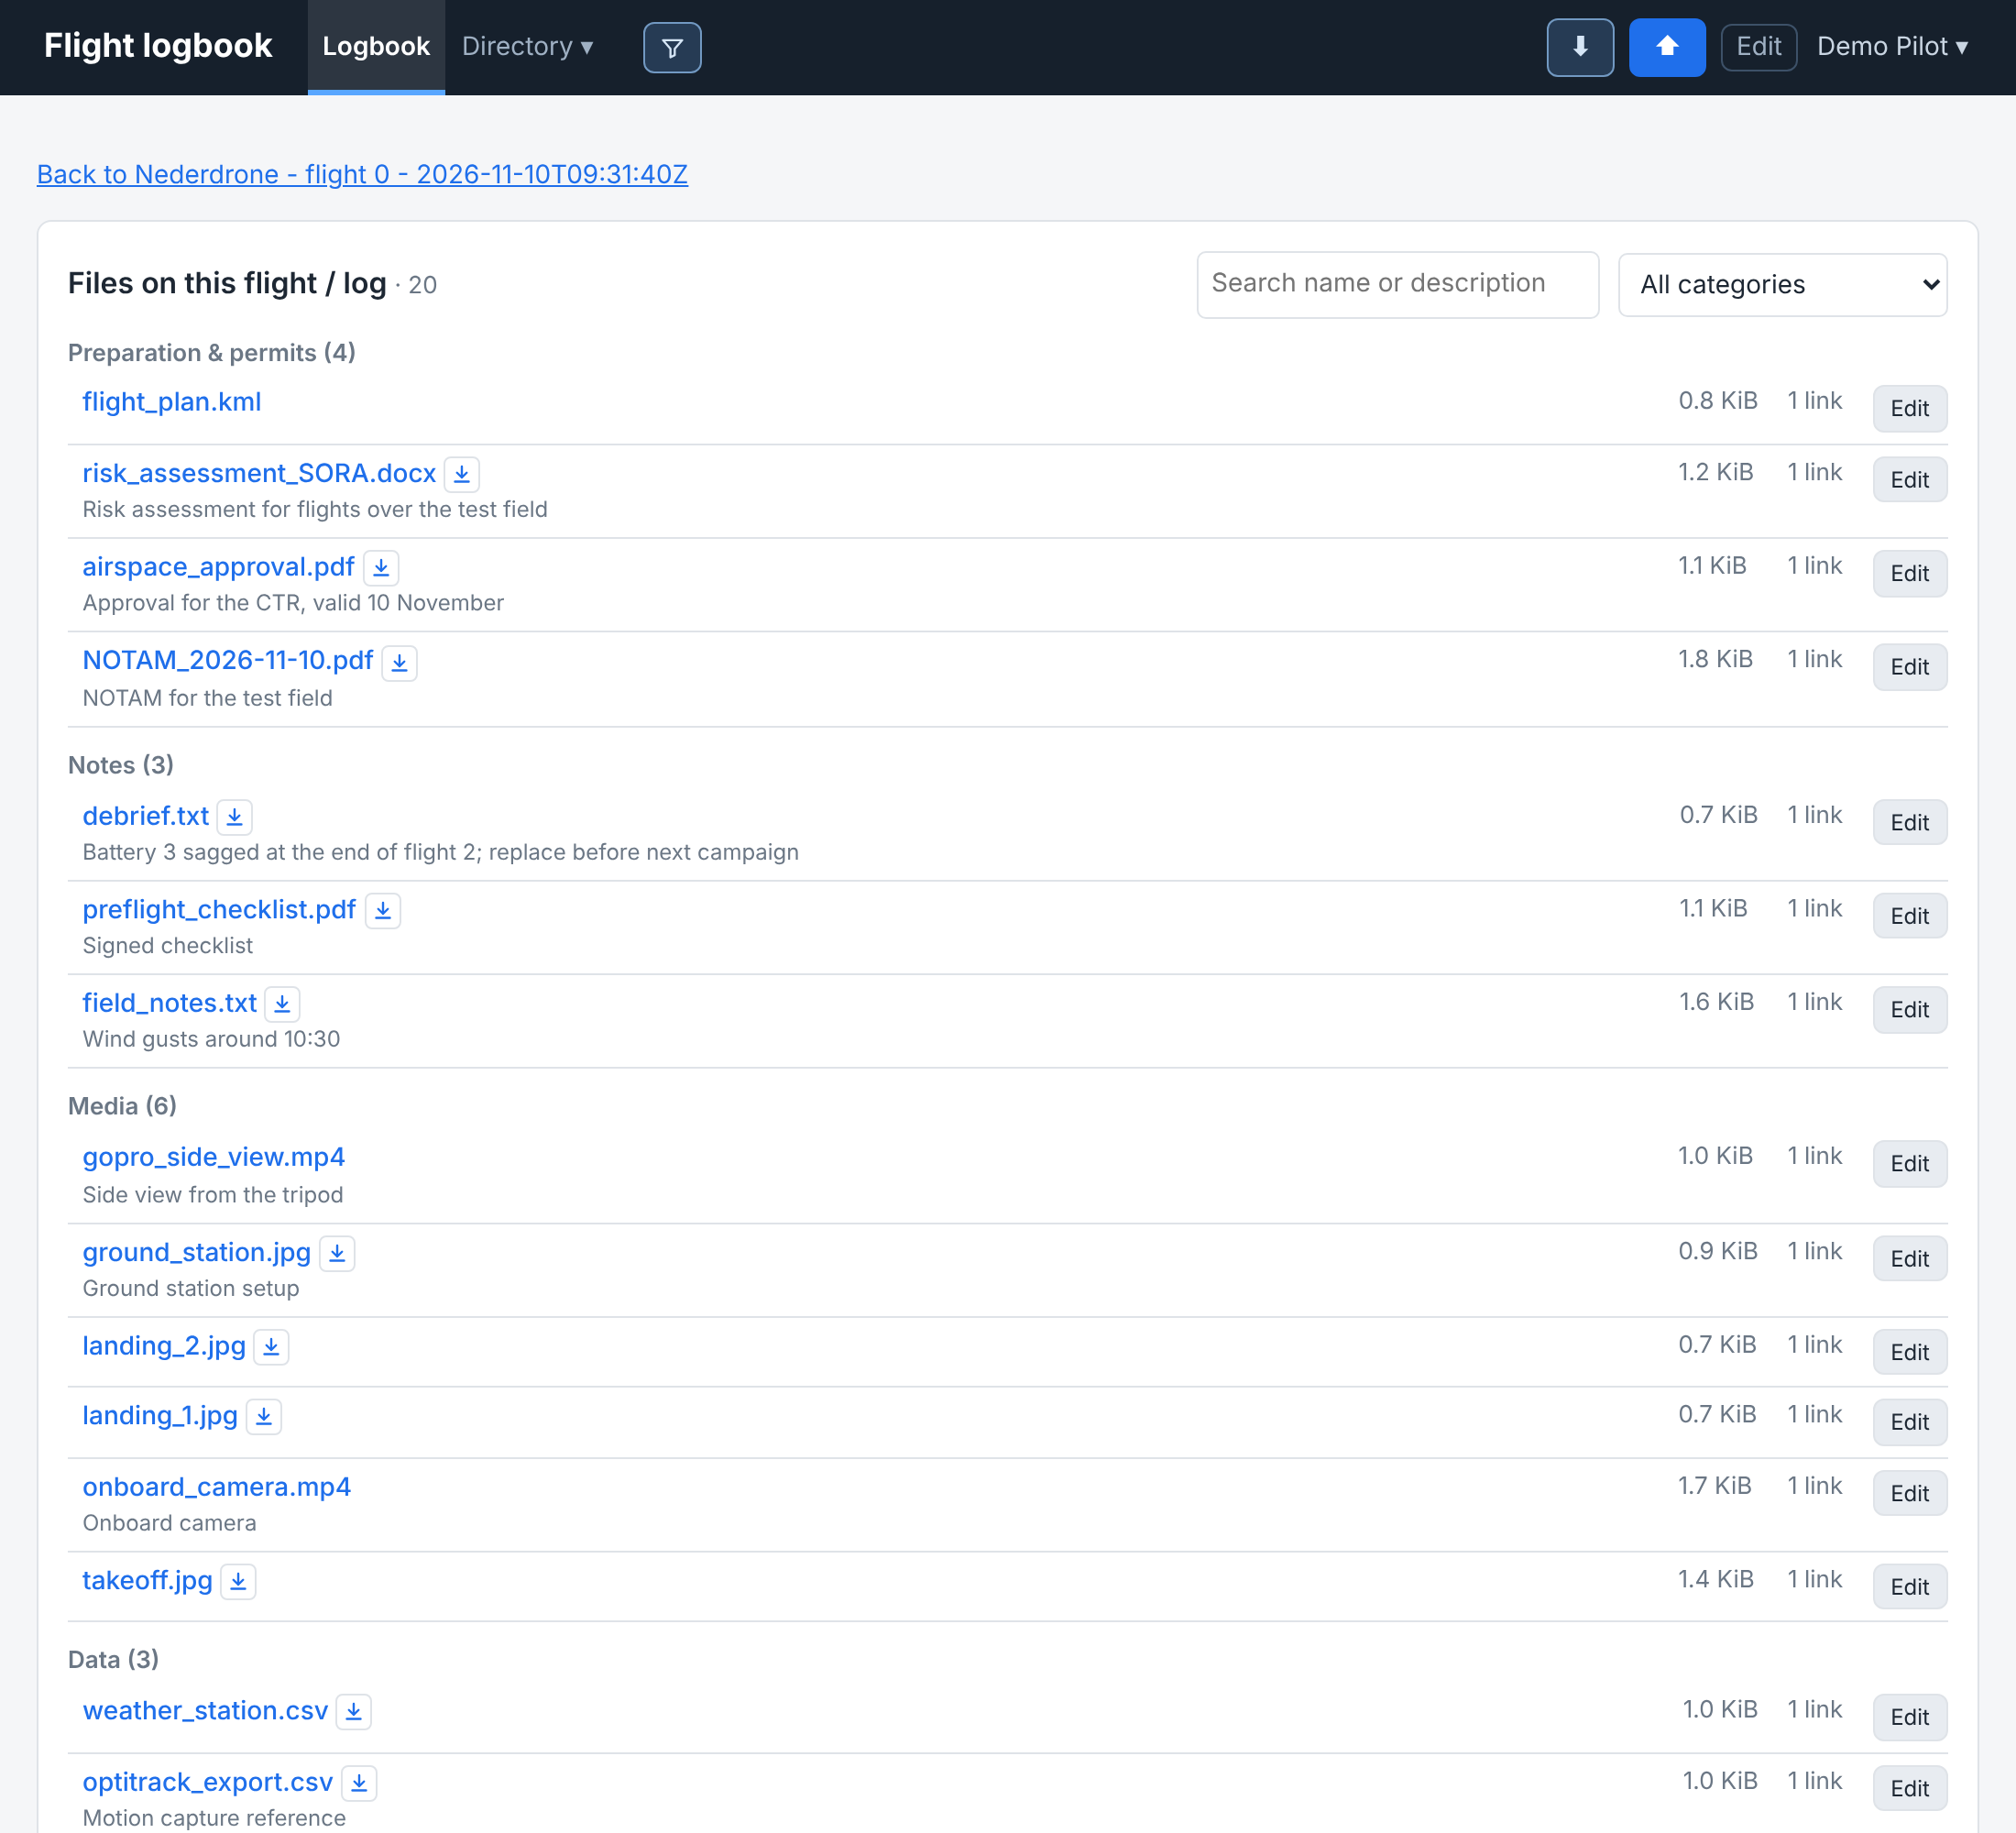 Flight logbook
Logbook
Directory ▾
Edit
Demo Pilot ▾
Back to Nederdrone - flight 0 - 2026-11-10T09:31:40Z
Files on this flight / log · 20
Search name or description
All categories
Preparation & permits (4)
flight_plan.kml 0.8 KiB 1 link Edit
risk_assessment_SORA.docx 1.2 KiB 1 link Edit
Risk assessment for flights over the test field
airspace_approval.pdf 1.1 KiB 1 link Edit
Approval for the CTR, valid 10 November
NOTAM_2026-11-10.pdf 1.8 KiB 1 link Edit
NOTAM for the test field
Notes (3)
debrief.txt 0.7 KiB 1 link Edit
Battery 3 sagged at the end of flight 2; replace before next campaign
preflight_checklist.pdf 1.1 KiB 1 link Edit
Signed checklist
field_notes.txt 1.6 KiB 1 link Edit
Wind gusts around 10:30
Media (6)
gopro_side_view.mp4 1.0 KiB 1 link Edit
Side view from the tripod
ground_station.jpg 0.9 KiB 1 link Edit
Ground station setup
landing_2.jpg 0.7 KiB 1 link Edit
landing_1.jpg 0.7 KiB 1 link Edit
onboard_camera.mp4 1.7 KiB 1 link Edit
Onboard camera
takeoff.jpg 1.4 KiB 1 link Edit
Data (3)
weather_station.csv 1.0 KiB 1 link Edit
optitrack_export.csv 1.0 KiB 1 link Edit
Motion capture reference